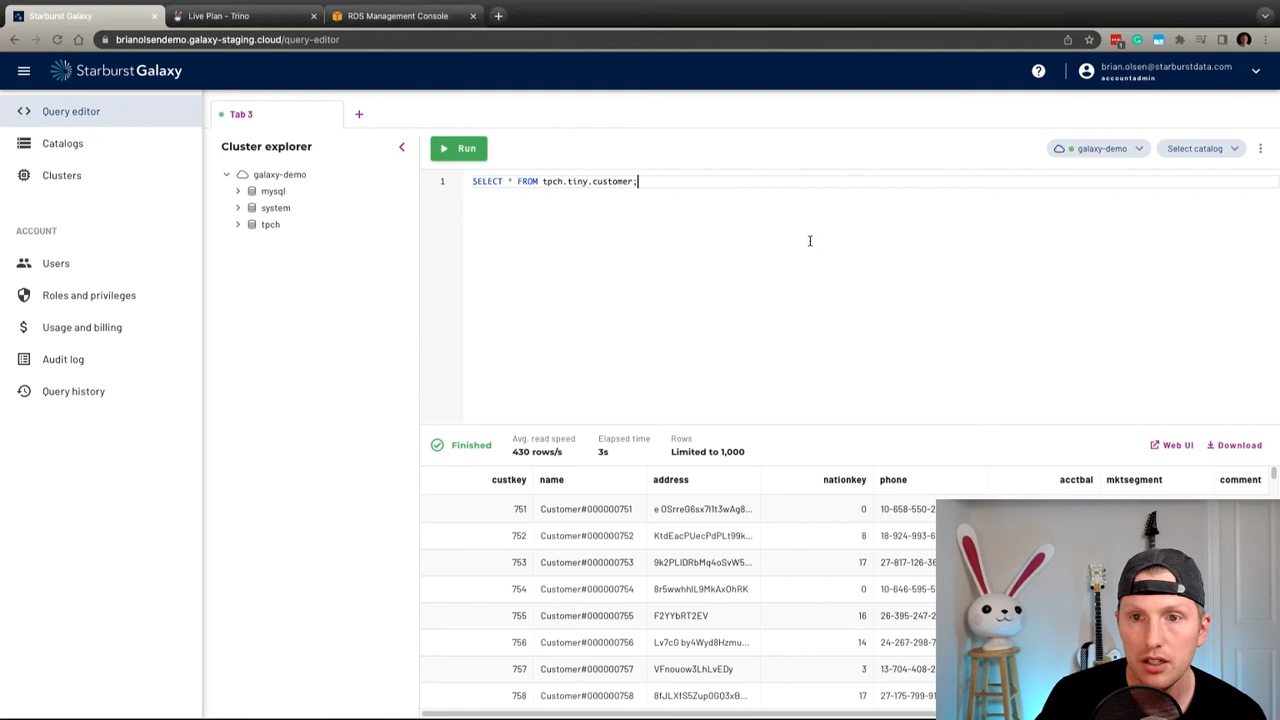 Starburst Galaxy
Live Plan - Trino
RDS Management Console
brianolsendemo.galaxy-staging.cloud/query-editor
Starburst Galaxy
brian.olsen@starburstdata.com
accountadmin
Query editor
Catalogs
Clusters
ACCOUNT
Users
Roles and privileges
Usage and billing
Audit log
Query history
Tab 3
Cluster explorer
galaxy-demo
mysql
system
tpch
Run
galaxy-demo
Select catalog
1 SELECT * FROM tpch.tiny.customer;
Finished
Avg. read speed
430 rows/s
Elapsed time
3s
Rows
Limited to 1,000
Web UI
Download
custkey name address nationkey phone acctbal mktsegment comment
751 Customer#000000751 e OSrreG6sx7l1t3wAg8... 0 10-658-550-2
752 Customer#000000752 KtdEacPUecPdPLt99k... 8 18-924-993-6
753 Customer#000000753 9k2PLlDRbMq4oSvW5... 17 27-817-126-36
754 Customer#000000754 8r5wwhhlL9MkAxOhRK 0 10-646-595-5
755 Customer#000000755 F2YYbRT2EV 16 26-395-247-2
756 Customer#000000756 Lv7cG by4Wyd8Hzmu... 14 24-267-298-7
757 Customer#000000757 VFnouow3LhLvEDy 3 13-704-408-2
758 Customer#000000758 8fJLXfS5Zup0GQ3xB... 17 27-175-799-91